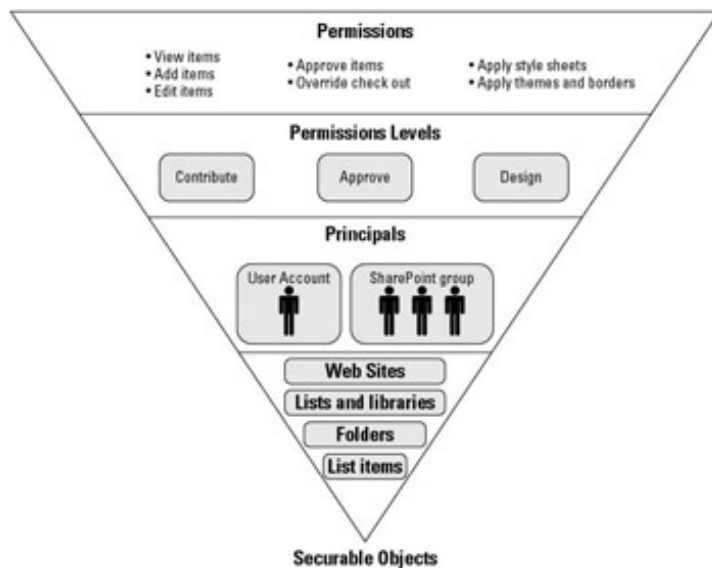 Permissions
• View items
• Add items
• Edit items
• Approve items
• Override check out
• Apply style sheets
• Apply themes and borders
Permissions Levels
Contribute
Approve
Design
Principals
User Account
SharePoint group
Web Sites
Lists and libraries
Folders
List items
Securable Objects